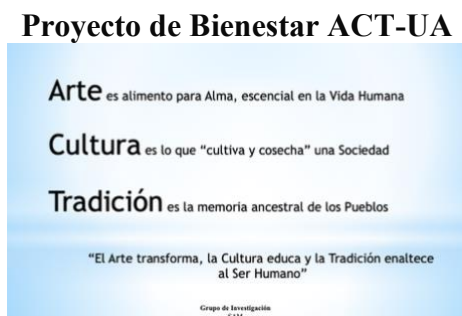 Proyecto de Bienestar ACT-UA
Arte es alimento para Alma, escencial en la Vida Humana
Cultura es lo que “cultiva y cosecha” una Sociedad
Tradición es la memoria ancestral de los Pueblos
“El Arte transforma, la Cultura educa y la Tradición enaltece
al Ser Humano”
Grupo de Investigación